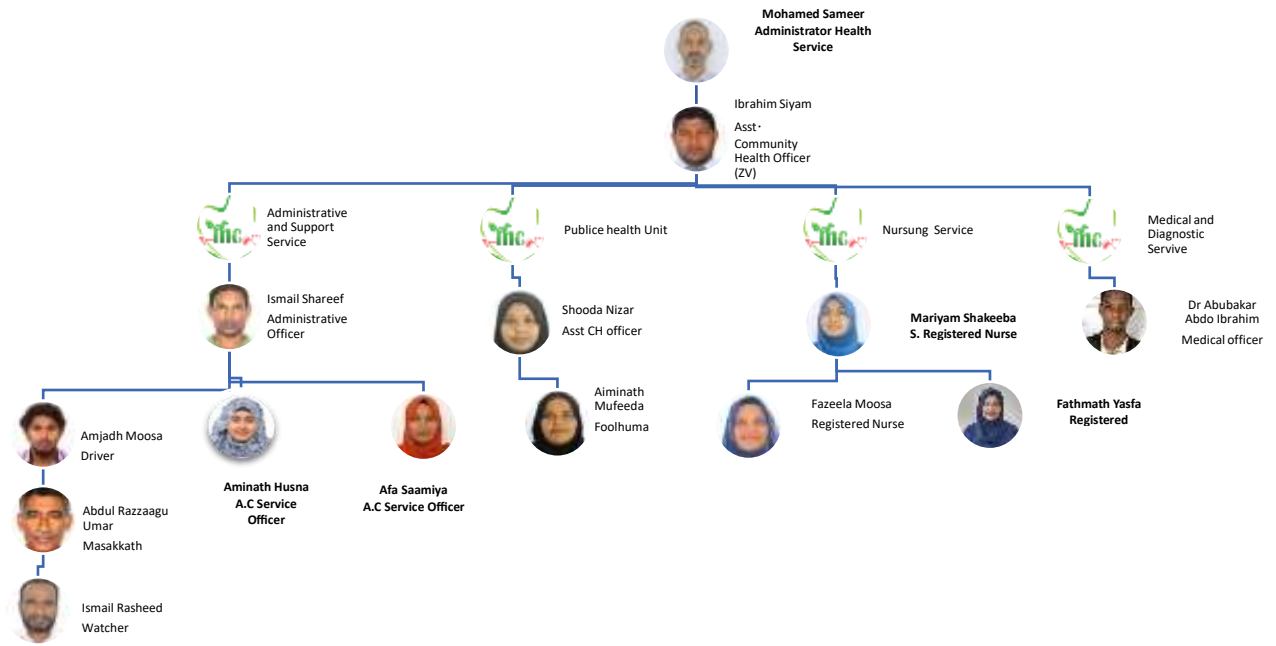 Mohamed Sameer
Administrator Health
Service
Ibrahim Siyam
Asst·
Community
Health Officer
(ZV)
Administrative
and Support
Service
Publice health Unit
Nursung Service
Medical and
Diagnostic
Servive
Ismail Shareef
Administrative
Officer
Shooda Nizar
Asst CH officer
Mariyam Shakeeba
S. Registered Nurse
Dr Abubakar
Abdo Ibrahim
Medical officer
Amjadh Moosa
Driver
Aminath Husna
A.C Service
Officer
Afa Saamiya
A.C Service Officer
Aiminath
Mufeeda
Foolhuma
Fazeela Moosa
Registered Nurse
Fathmath Yasfa
Registered
Abdul Razzaagu
Umar
Masakkath
Ismail Rasheed
Watcher